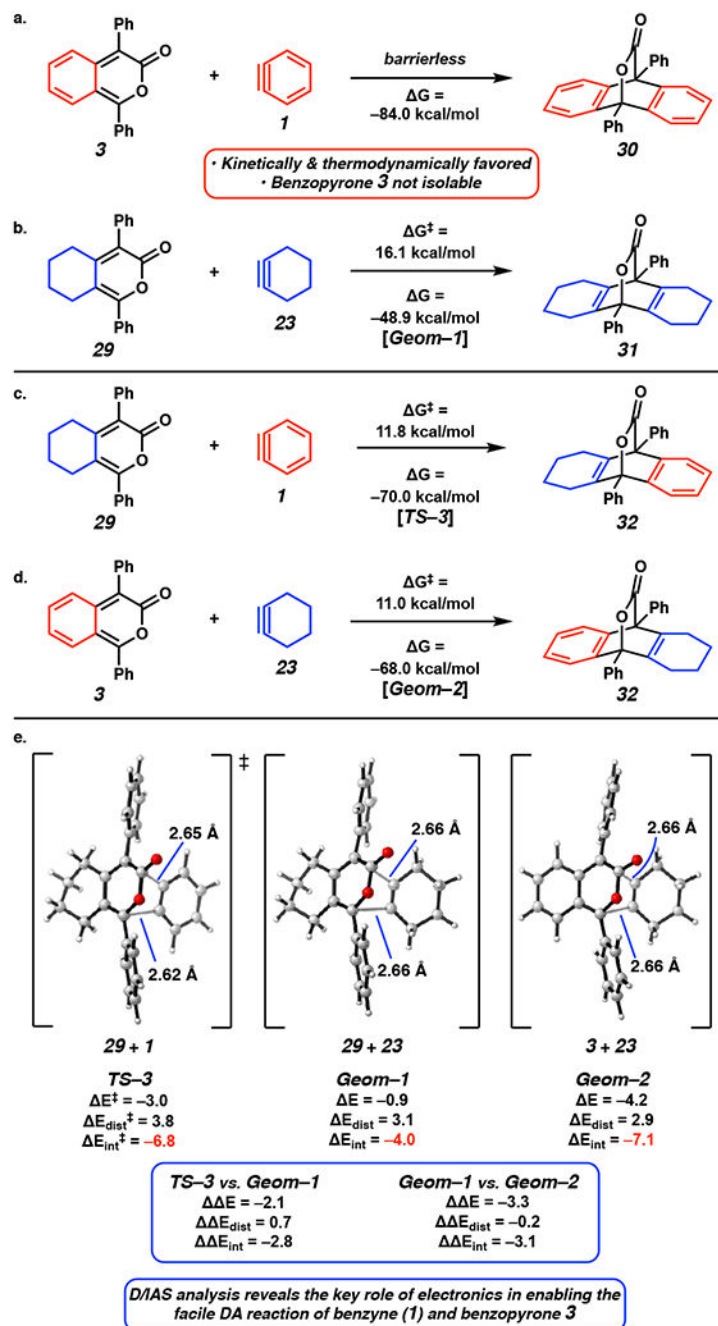 a.
Ph
O
O
Ph
3
+
1
barrierless
ΔG =
–84.0 kcal/mol
O
O
Ph
Ph
30
· Kinetically & thermodynamically favored
· Benzopyrone 3 not isolable
b.
Ph
O
O
Ph
29
+
23
ΔG‡ =
16.1 kcal/mol
ΔG =
–48.9 kcal/mol
[Geom–1]
O
O
Ph
Ph
31
c.
Ph
O
O
Ph
29
+
1
ΔG‡ =
11.8 kcal/mol
ΔG =
–70.0 kcal/mol
[TS–3]
O
O
Ph
Ph
32
d.
Ph
O
O
Ph
3
+
23
ΔG‡ =
11.0 kcal/mol
ΔG =
–68.0 kcal/mol
[Geom–2]
O
O
Ph
Ph
32
e.
‡
2.65 Å
2.62 Å
2.66 Å
2.66 Å
2.66 Å
2.66 Å
29 + 1
29 + 23
3 + 23
TS–3
ΔE‡ = –3.0
ΔEdist‡ = 3.8
ΔEint‡ = –6.8
Geom–1
ΔE = –0.9
ΔEdist = 3.1
ΔEint = –4.0
Geom–2
ΔE = –4.2
ΔEdist = 2.9
ΔEint = –7.1
TS–3 vs. Geom–1
ΔΔE = –2.1
ΔΔEdist = 0.7
ΔΔEint = –2.8
Geom–1 vs. Geom–2
ΔΔE = –3.3
ΔΔEdist = –0.2
ΔΔEint = –3.1
D/IAS analysis reveals the key role of electronics in enabling the
facile DA reaction of benzyne (1) and benzopyrone 3